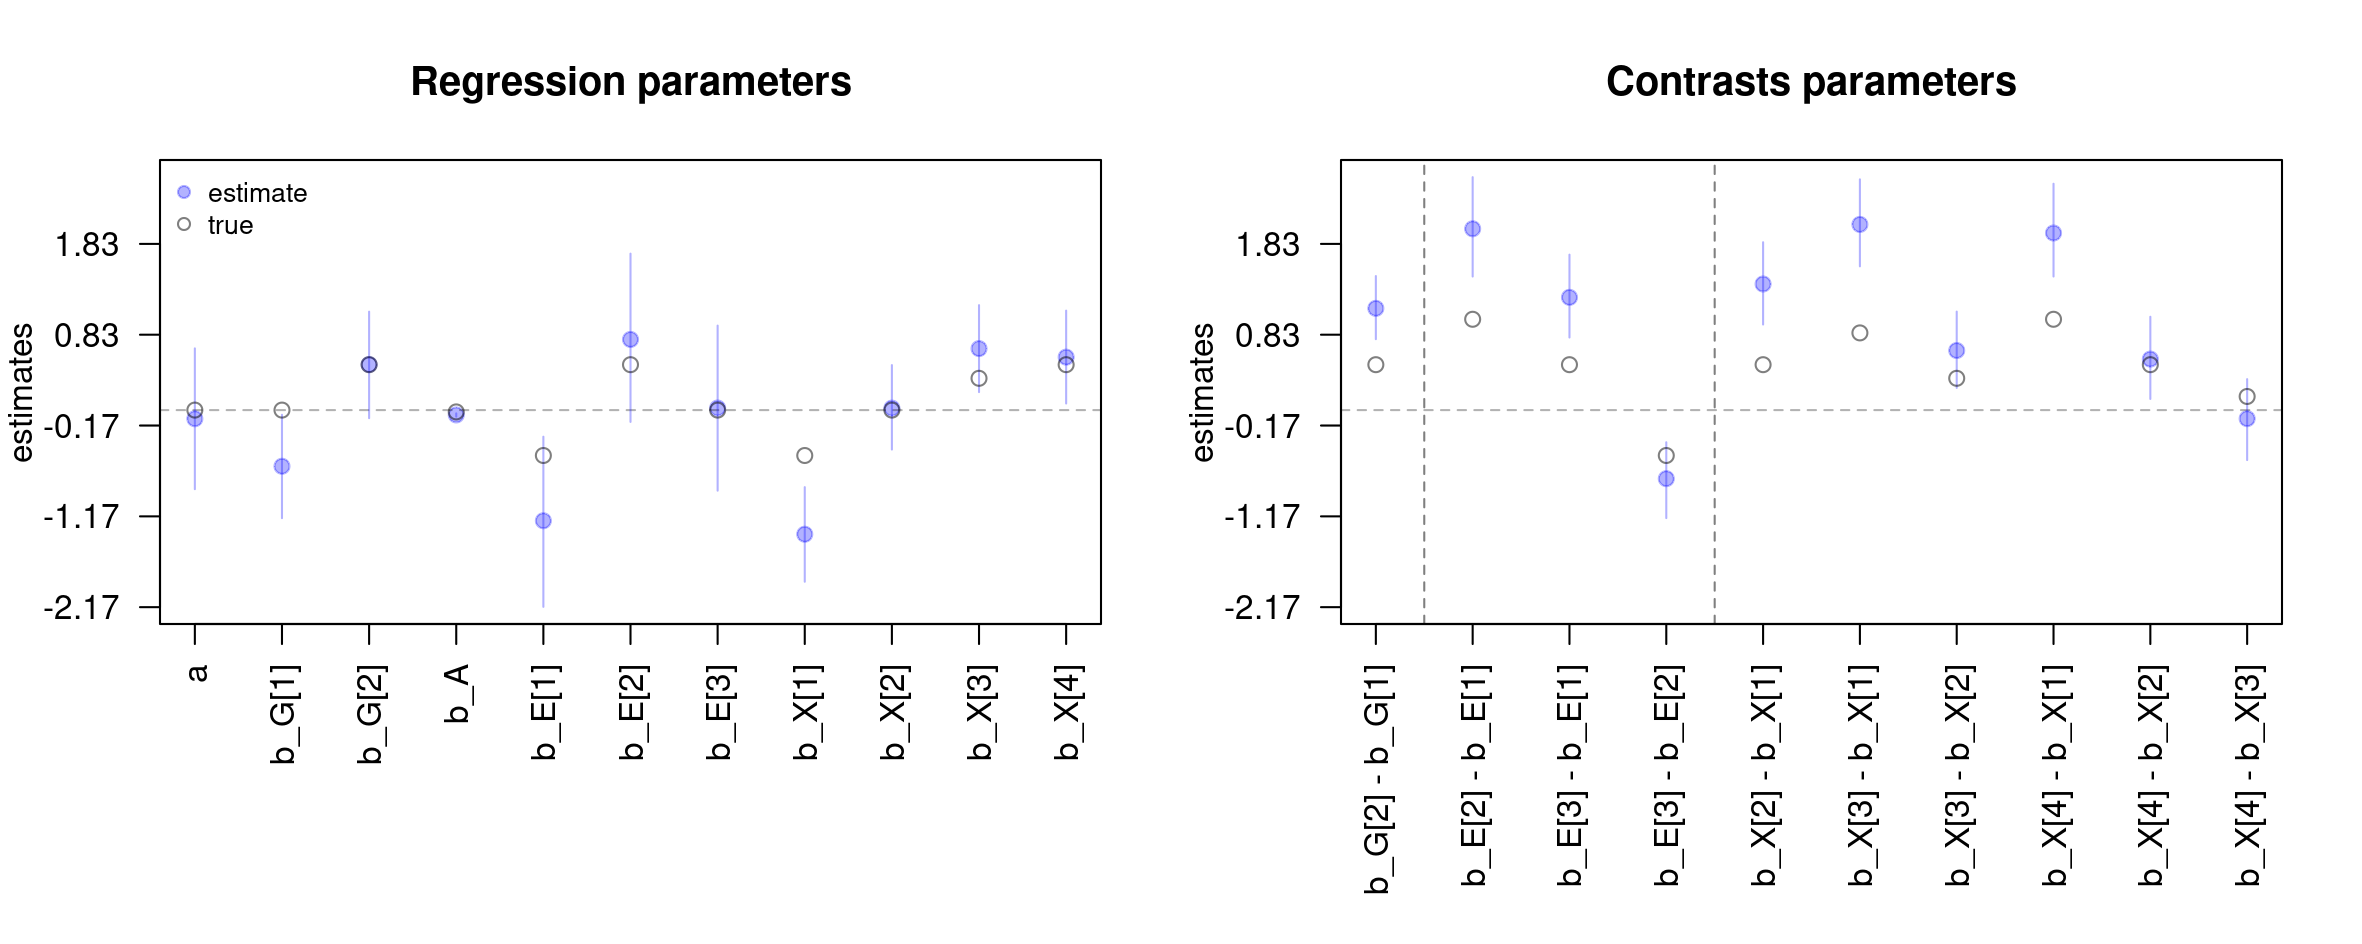 Regression parameters
estimate
true
estimates
1.83
0.83
-0.17
-1.17
-2.17
a
b_G[1]
b_G[2]
b_A
b_E[1]
b_E[2]
b_E[3]
b_X[1]
b_X[2]
b_X[3]
b_X[4]
Contrasts parameters
estimates
1.83
0.83
-0.17
-1.17
-2.17
b_G[2] - b_G[1]
b_E[2] - b_E[1]
b_E[3] - b_E[1]
b_E[3] - b_E[2]
b_X[2] - b_X[1]
b_X[3] - b_X[1]
b_X[3] - b_X[2]
b_X[4] - b_X[1]
b_X[4] - b_X[2]
b_X[4] - b_X[3]